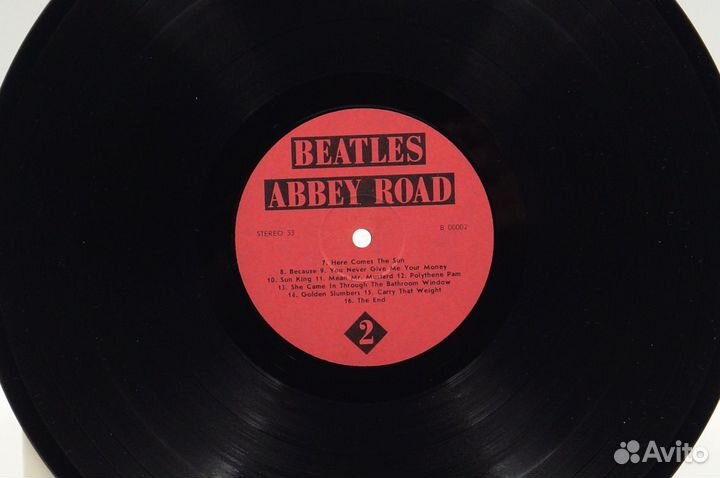 BEATLES
ABBEY ROAD
STEREO 33 B 00002
7. Here Comes The Sun
8. Because 9. You Never Give Me Your Money
10. Sun King 11. Mean Mr. Mustard 12. Polythene Pam
13. She Came In Through The Bathroom Window
14. Golden Slumbers 15. Carry That Weight
16. The End
2
Avito